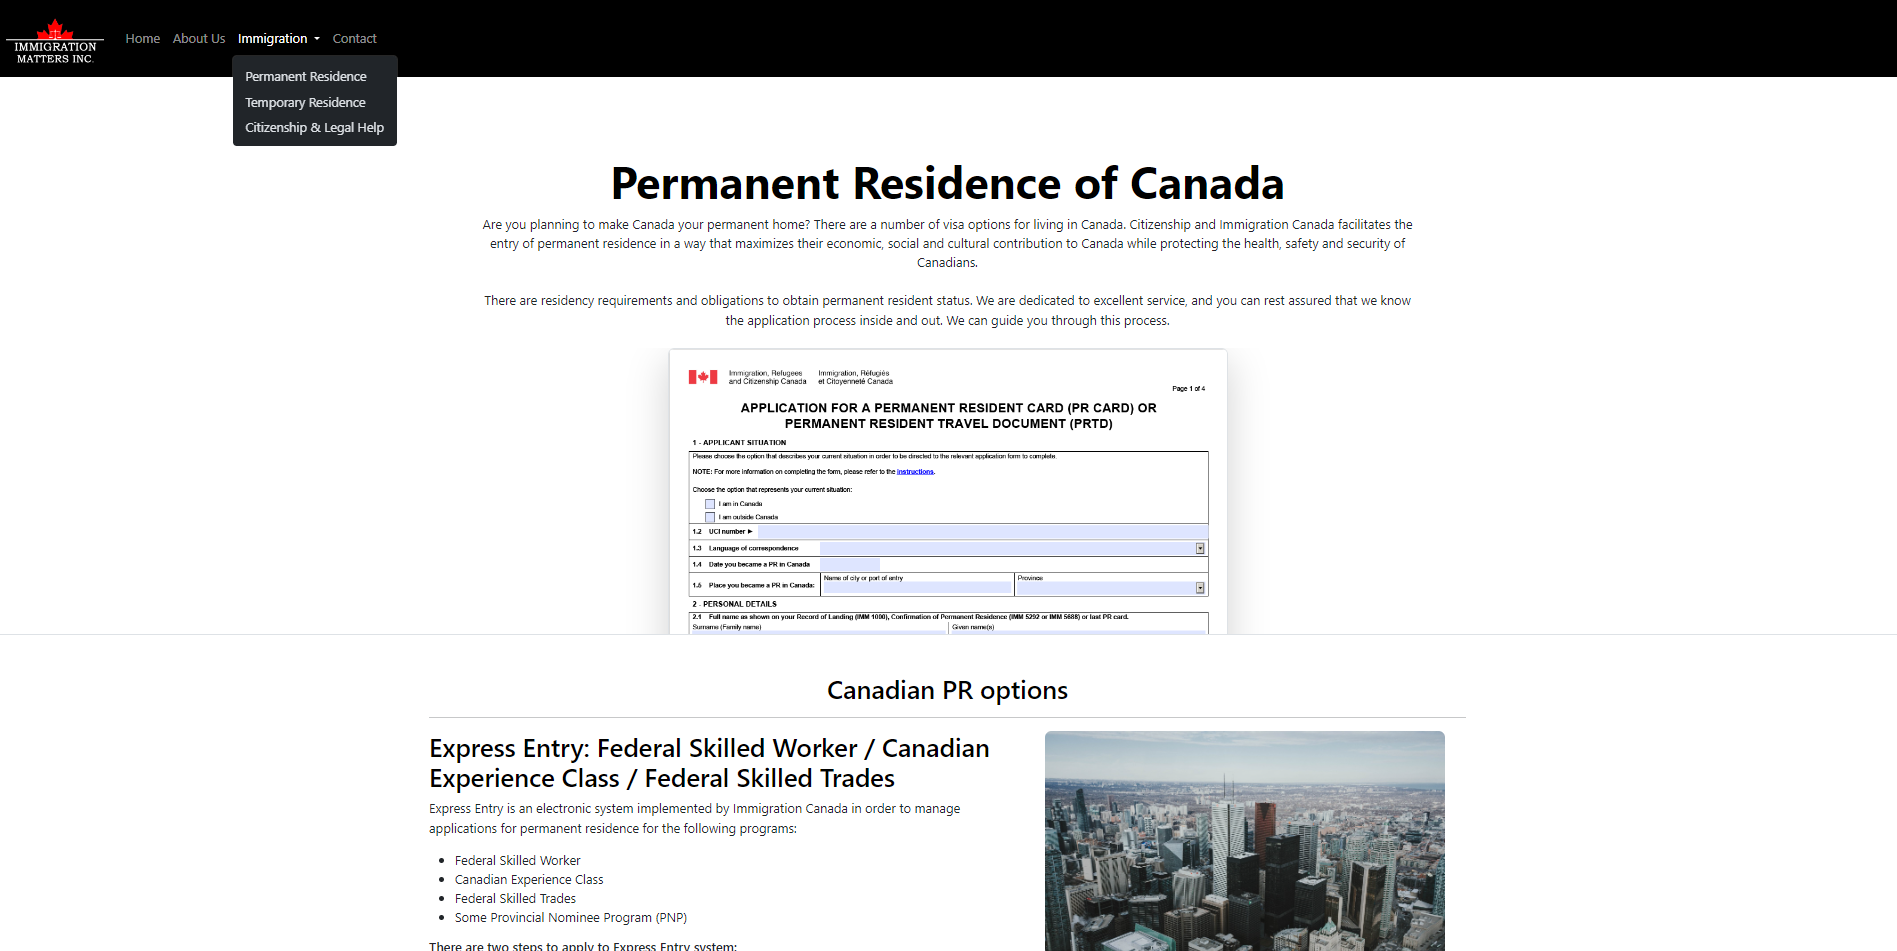 IMMIGRATION
MATTERS INC.
Home About Us Immigration Contact
Permanent Residence
Temporary Residence
Citizenship & Legal Help
Permanent Residence of Canada
Are you planning to make Canada your permanent home? There are a number of visa options for living in Canada. Citizenship and Immigration Canada facilitates the
entry of permanent residence in a way that maximizes their economic, social and cultural contribution to Canada while protecting the health, safety and security of
Canadians.
There are residency requirements and obligations to obtain permanent resident status. We are dedicated to excellent service, and you can rest assured that we know
the application process inside and out. We can guide you through this process.
Immigration, Refugees Immigration, Réfugiés
and Citizenship Canada et Citoyenneté Canada
Page 1 of 4
APPLICATION FOR A PERMANENT RESIDENT CARD (PR CARD) OR
PERMANENT RESIDENT TRAVEL DOCUMENT (PRTD)
1 - APPLICANT SITUATION
Please choose the option that describes your current situation in order to be directed to the relevant application form to complete.
NOTE: For more information on completing the form, please refer to the instructions.
Choose the option that represents your current situation:
I am in Canada
I am outside Canada
1.2 UCI number ►
1.3 Language of correspondence
1.4 Date you became a PR in Canada
1.5 Place you became a PR in Canada: Name of city or port of entry Province
2 - PERSONAL DETAILS
2.1 Full name as shown on your Record of Landing (IMM 1000), Confirmation of Permanent Residence (IMM 5292 or IMM 5688) or last PR card.
Surname (Family name) Given name(s)
Canadian PR options
Express Entry: Federal Skilled Worker / Canadian
Experience Class / Federal Skilled Trades
Express Entry is an electronic system implemented by Immigration Canada in order to manage
applications for permanent residence for the following programs:
• Federal Skilled Worker
• Canadian Experience Class
• Federal Skilled Trades
• Some Provincial Nominee Program (PNP)
There are two steps to apply to Express Entry system: